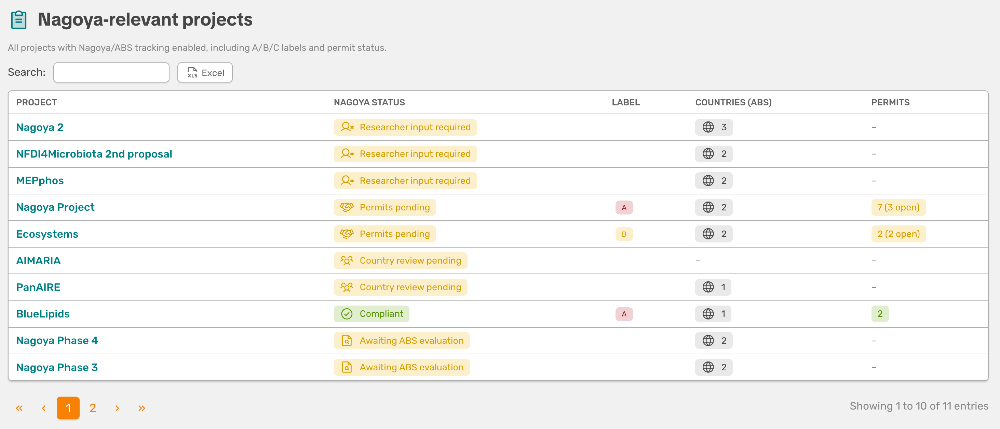 Nagoya-relevant projects
All projects with Nagoya/ABS tracking enabled, including A/B/C labels and permit status.
Search: XLS Excel
PROJECT NAGOYA STATUS LABEL COUNTRIES (ABS) PERMITS
Nagoya 2 Researcher input required 3 –
NFDI4Microbiota 2nd proposal Researcher input required 2 –
MEPphos Researcher input required 2 –
Nagoya Project Permits pending A 2 7 (3 open)
Ecosystems Permits pending B 2 2 (2 open)
AIMARIA Country review pending – –
PanAIRE Country review pending 1 –
BlueLipids Compliant A 1 2
Nagoya Phase 4 Awaiting ABS evaluation 2 –
Nagoya Phase 3 Awaiting ABS evaluation 2 –
« ‹ 1 2 › » Showing 1 to 10 of 11 entries